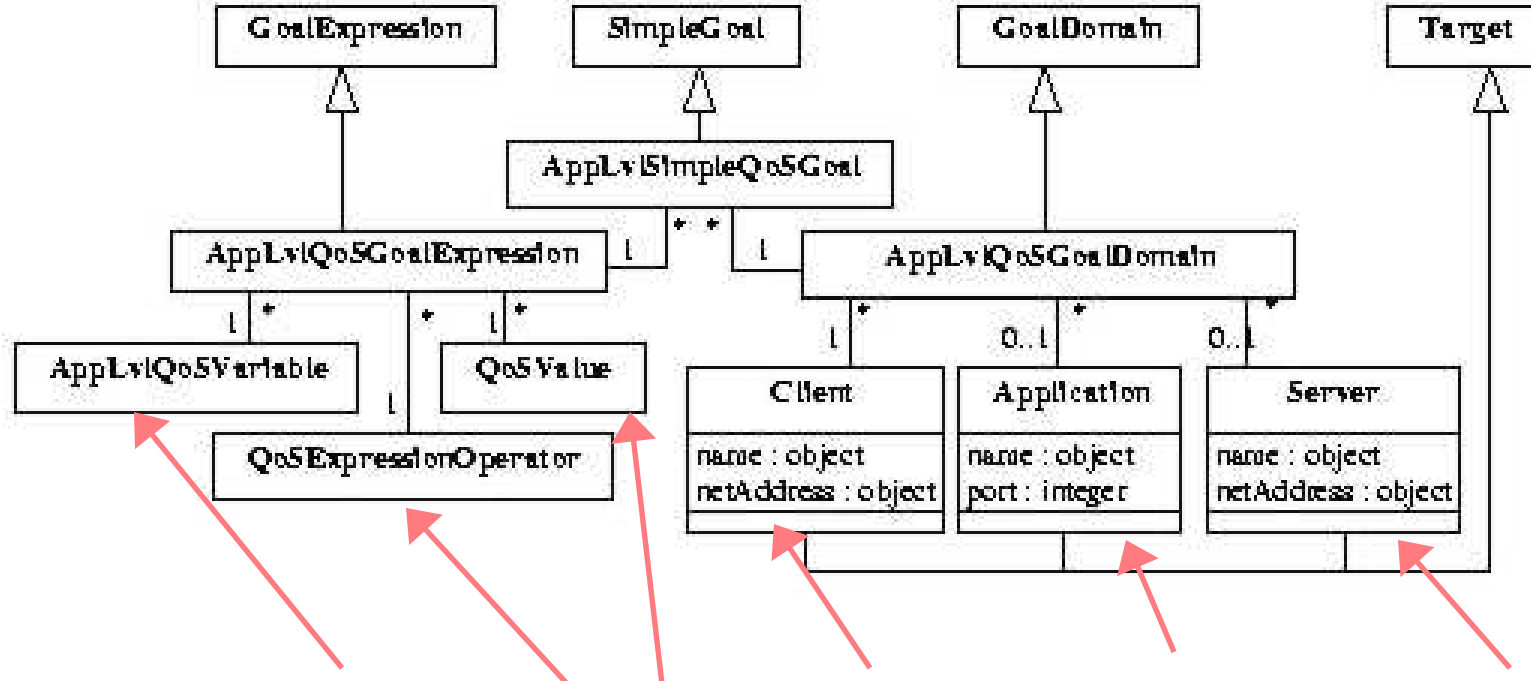 GoalExpression
SimpleGoal
GoalDomain
Target
AppLvlSimpleQoSGoal
* *
AppLvlQoSGoalExpression
1
1
AppLvlQoSGoalDomain
*
*
*
*
*
*
1
1
1
0..1
0..1
AppLvlQoSVariable
QoSValue
1
QoSExpressionOperator
Client
name : object
netAddress : object
Application
name : object
port : integer
Server
name : object
netAddress : object